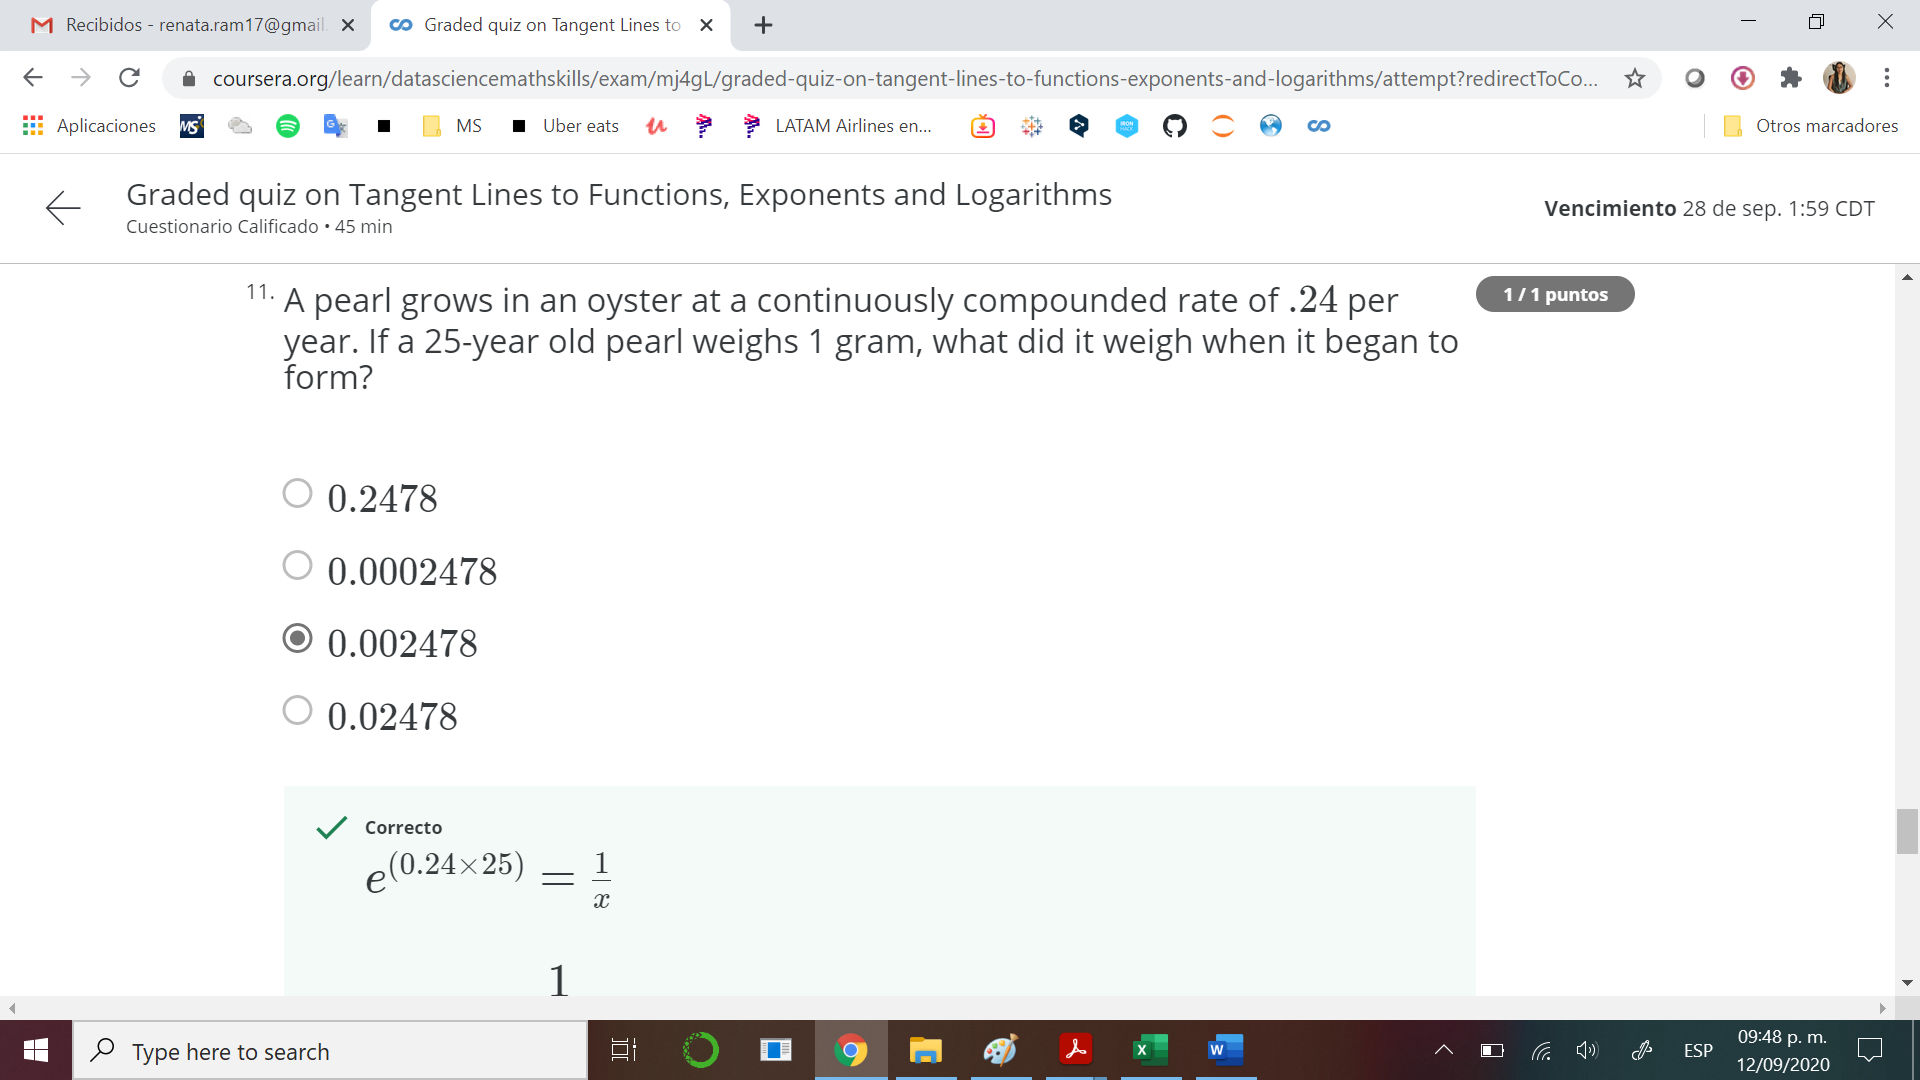 Recibidos - renata.ram17@gmail.
Graded quiz on Tangent Lines to
coursera.org/learn/datasciencemathskills/exam/mj4gL/graded-quiz-on-tangent-lines-to-functions-exponents-and-logarithms/attempt?redirectToCo...
Aplicaciones MS MS Uber eats LATAM Airlines en... Otros marcadores
Graded quiz on Tangent Lines to Functions, Exponents and Logarithms
Cuestionario Calificado • 45 min
Vencimiento 28 de sep. 1:59 CDT
11. A pearl grows in an oyster at a continuously compounded rate of .24 per
year. If a 25-year old pearl weighs 1 gram, what did it weigh when it began to
form?
1 / 1 puntos
0.2478
0.0002478
0.002478
0.02478
Correcto
e^(0.24×25) = 1/x
1
Type here to search
ESP
09:48 p. m.
12/09/2020